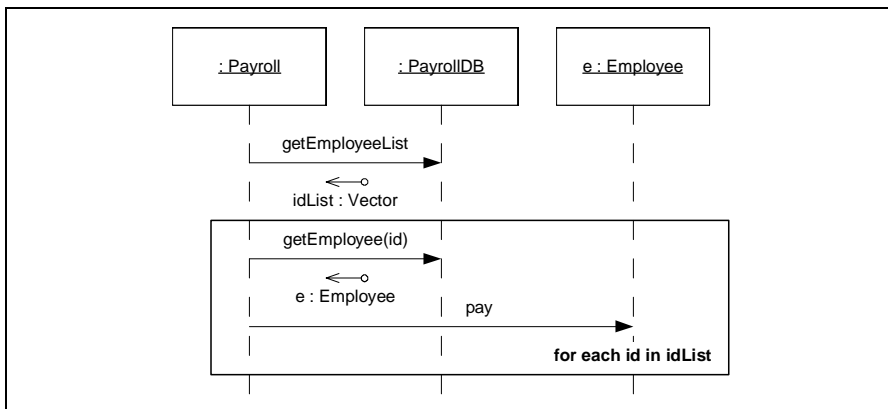 : Payroll
: PayrollDB
e : Employee
getEmployeeList
idList : Vector
getEmployee(id)
e : Employee
pay
for each id in idList